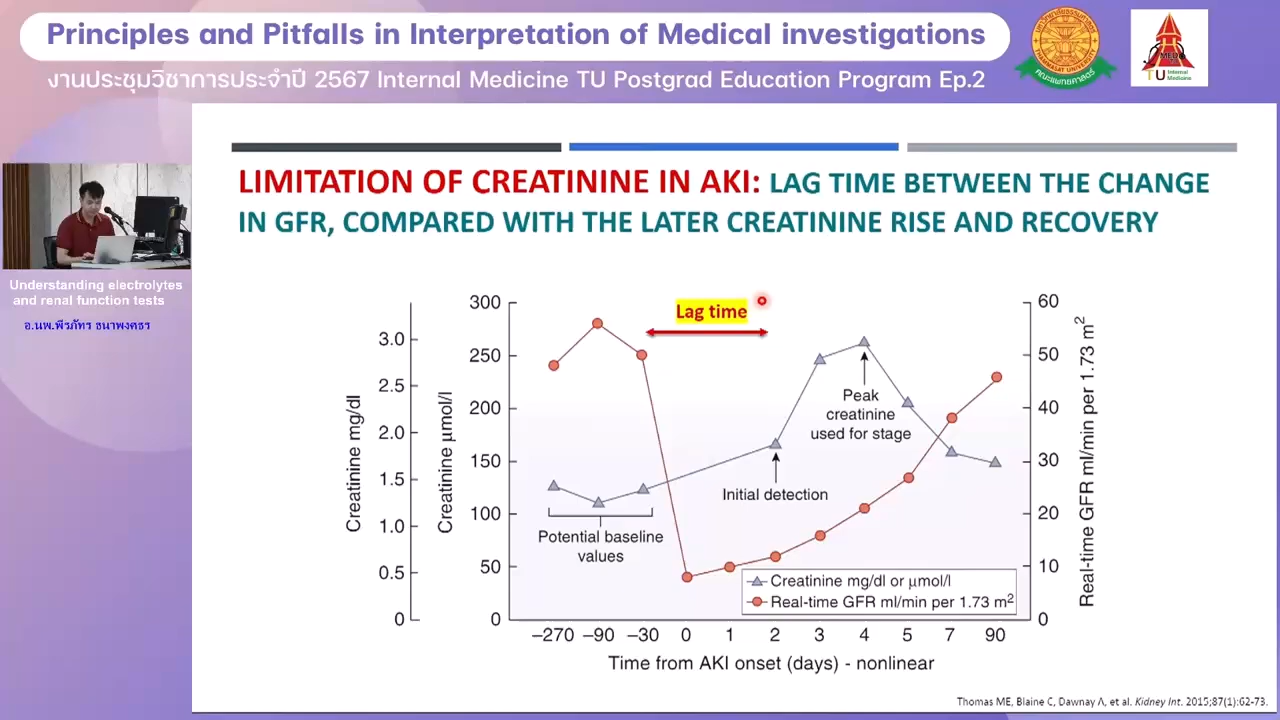 Principles and Pitfalls in Interpretation of Medical investigations
งานประชุมวิชาการประจำปี 2567 Internal Medicine TU Postgrad Education Program Ep.2
TU Internal
Medicine
Understanding electrolytes
and renal function tests
อ.นพ.พีรภัทร ธนาพงศธร
LIMITATION OF CREATININE IN AKI: LAG TIME BETWEEN THE CHANGE
IN GFR, COMPARED WITH THE LATER CREATININE RISE AND RECOVERY
Creatinine mg/dl
3.0
2.5
2.0
1.5
1.0
0.5
0
Creatinine µmol/l
300
250
200
150
100
50
0
Lag time
Potential baseline
values
Initial detection
Peak
creatinine
used for stage
Creatinine mg/dl or µmol/l
Real-time GFR ml/min per 1.73 m²
60
50
40
30
20
10
0
Real-time GFR ml/min per 1.73 m²
–270 –90 –30 0 1 2 3 4 5 7 90
Time from AKI onset (days) - nonlinear
Thomas ME, Blaine C, Dawnay A, et al. Kidney Int. 2015;87(1):62-73.